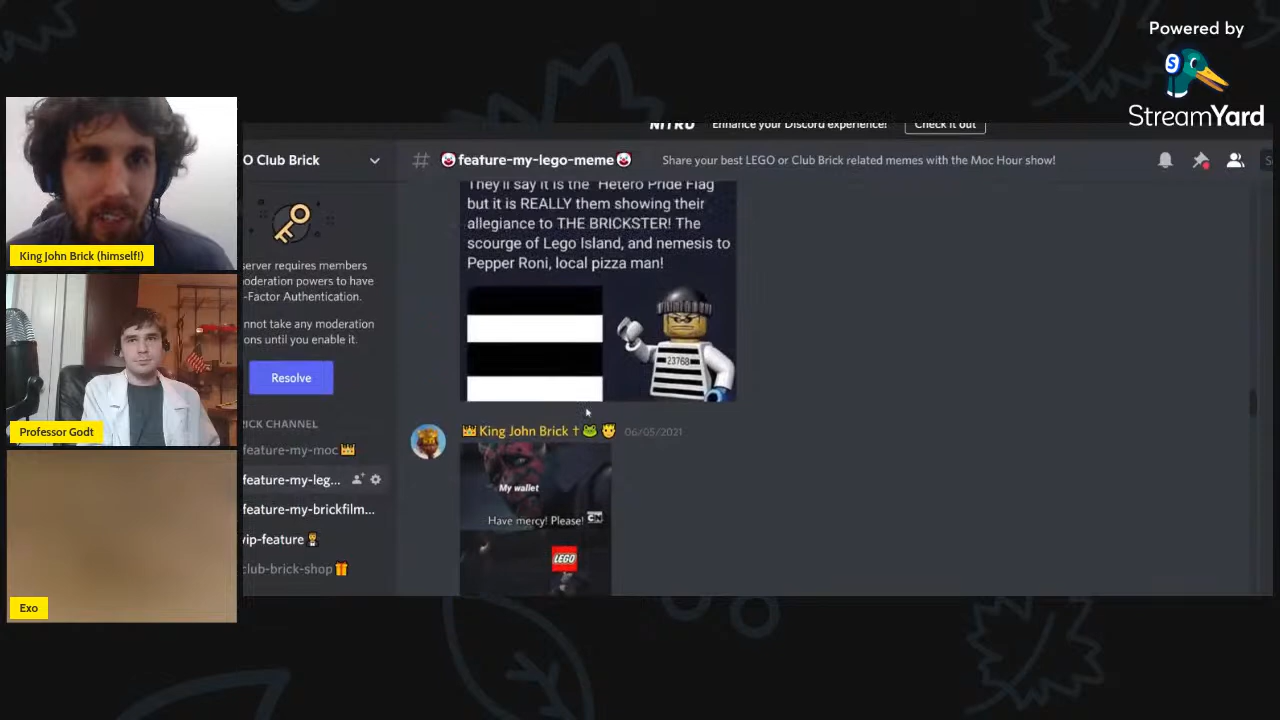 Powered by
StreamYard
NITRO Enhance your Discord experience! Check it out
O Club Brick
# feature-my-lego-meme
Share your best LEGO or Club Brick related memes with the Moc Hour show!
They'll say it is the "Hetero Pride Flag"
but it is REALLY them showing their
allegiance to THE BRICKSTER! The
scourge of Lego Island, and nemesis to
Pepper Roni, local pizza man!
23768
King John Brick † 06/05/2021
My wallet
Have mercy! Please!
CN
LEGO
server requires members
oderation powers to have
-Factor Authentication.
nnot take any moderation
ons until you enable it.
Resolve
RICK CHANNEL
feature-my-moc
feature-my-leg...
feature-my-brickfilm...
vip-feature
club-brick-shop
King John Brick (himself!)
Professor Godt
Exo